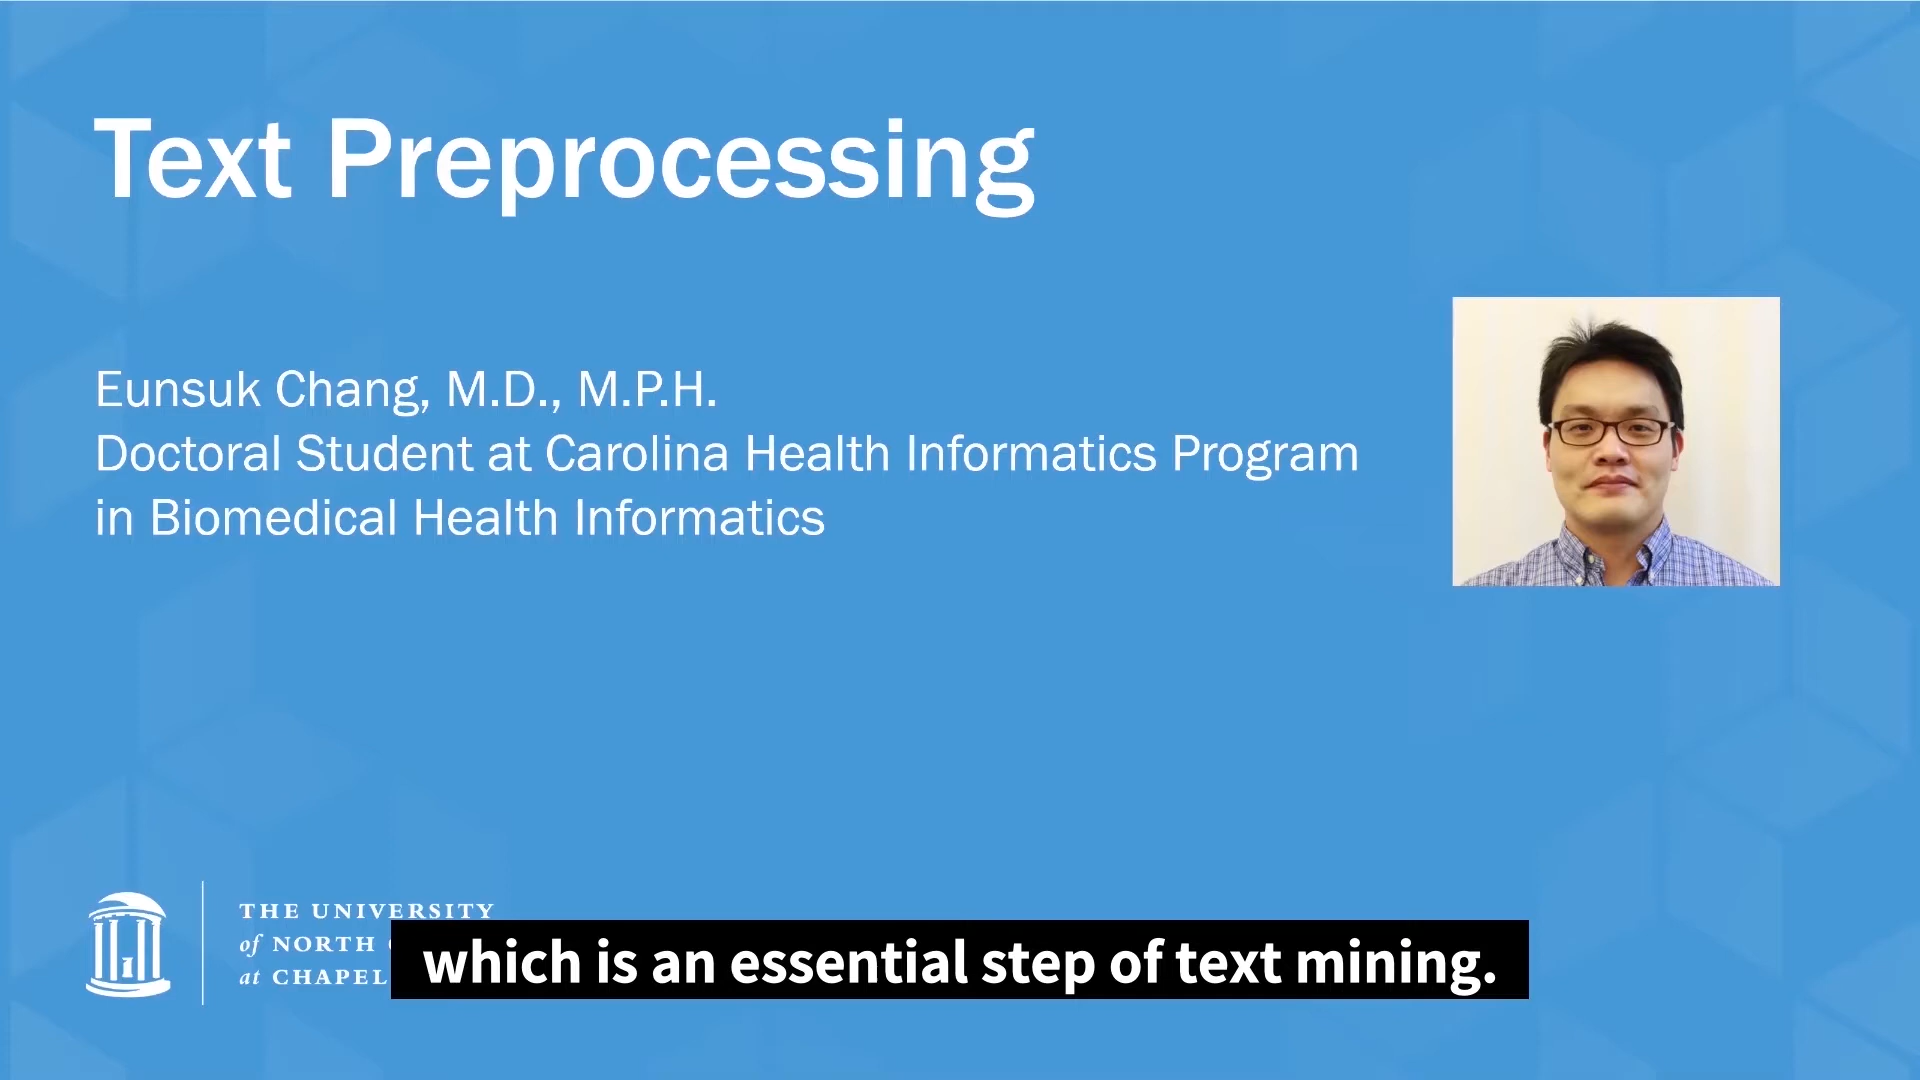 Text Preprocessing
Eunsuk Chang, M.D., M.P.H.
Doctoral Student at Carolina Health Informatics Program
in Biomedical Health Informatics
THE UNIVERSITY
of NORTH
at CHAPEL
which is an essential step of text mining.